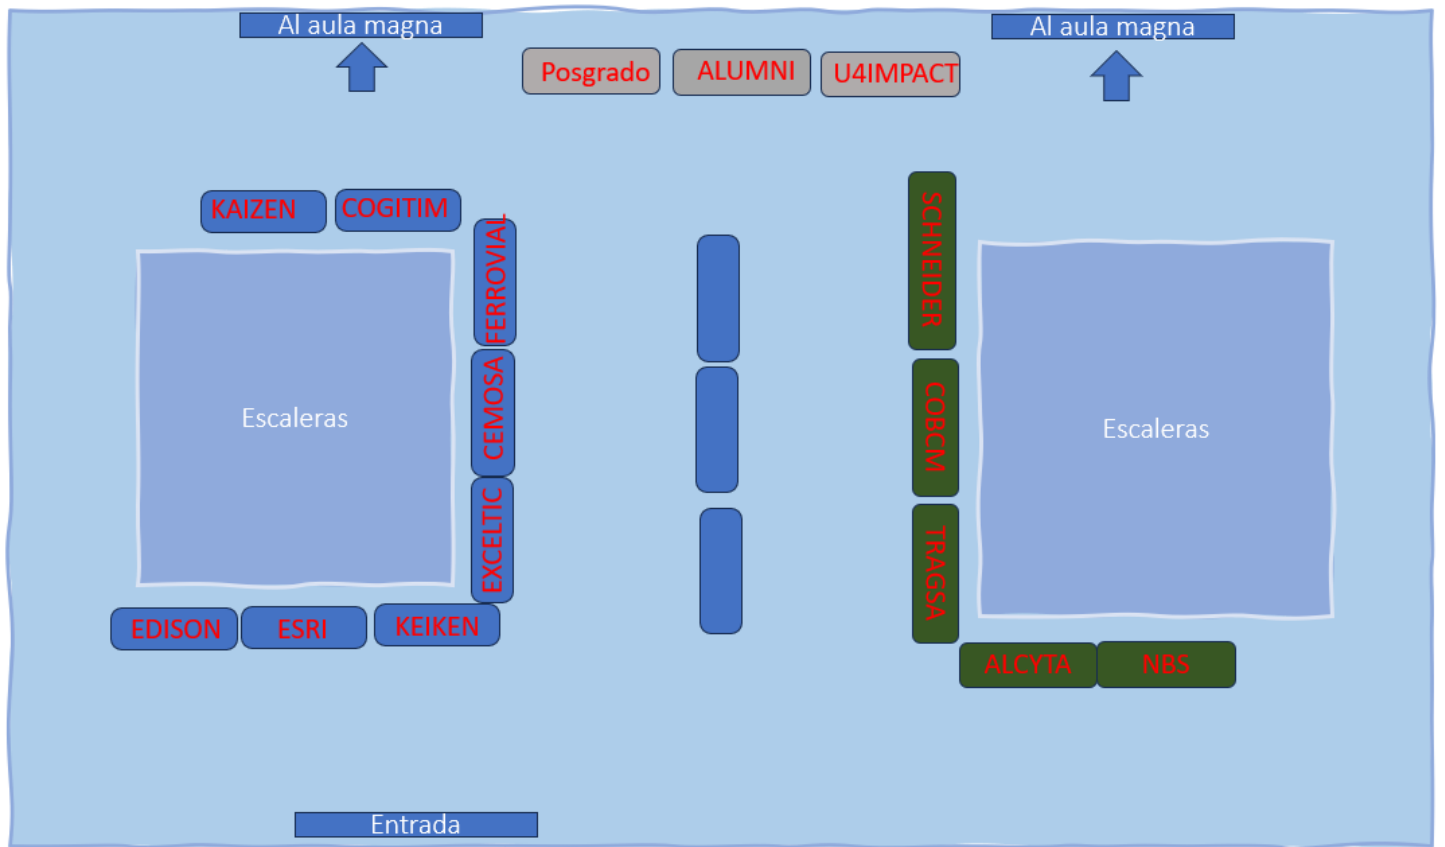 Al aula magna
Al aula magna
Posgrado
ALUMNI
U4IMPACT
KAIZEN
COGITIM
FERROVIAL
CEMOSA
EXCELTIC
Escaleras
EDISON
ESRI
KEIKEN
SCHNEIDER
COBCM
TRAGSA
Escaleras
ALCYTA
NBS
Entrada